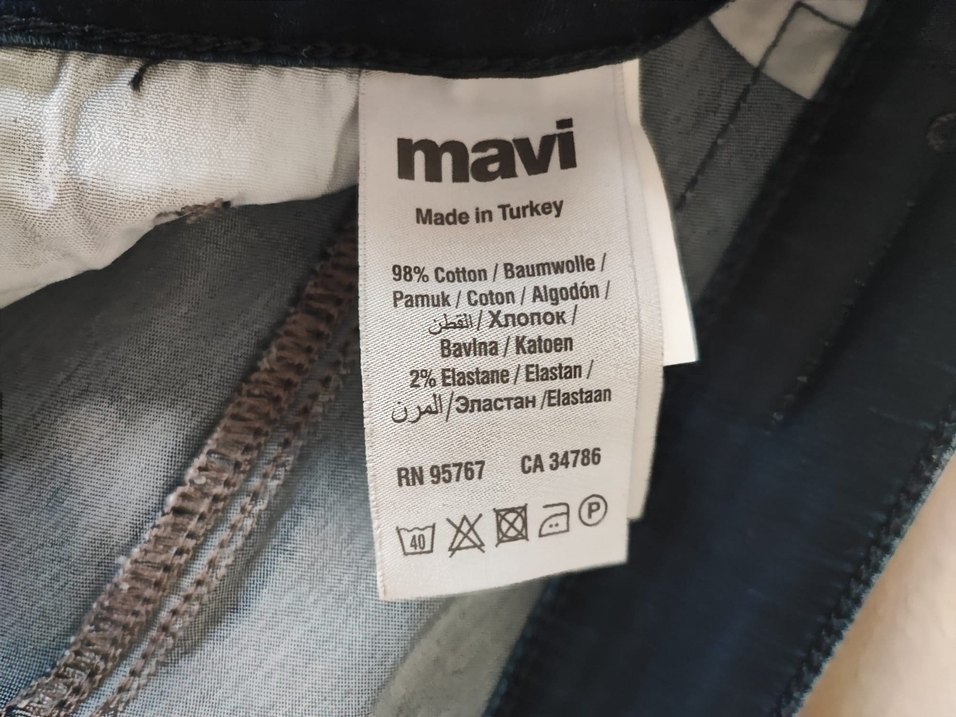 mavi
Made in Turkey
98% Cotton / Baumwolle /
Pamuk / Coton / Algodón /
القطن / Хлопок /
Bavlna / Katoen
2% Elastane / Elastan /
المرن /Эластан /Elastaan
RN 95767 CA 34786
40 P